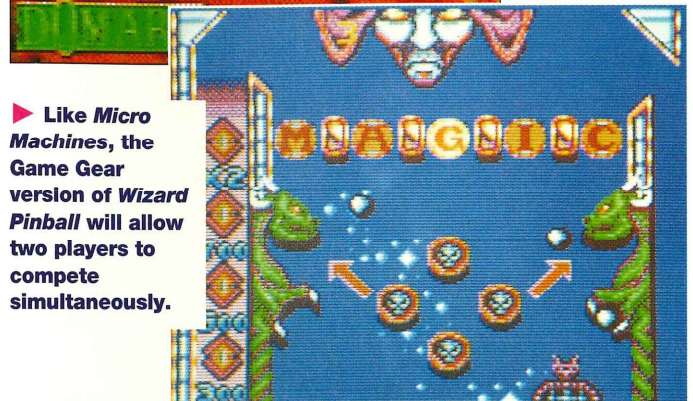 Like Micro
Machines, the
Game Gear
version of Wizard
Pinball will allow
two players to
compete
simultaneously.
MAGIC